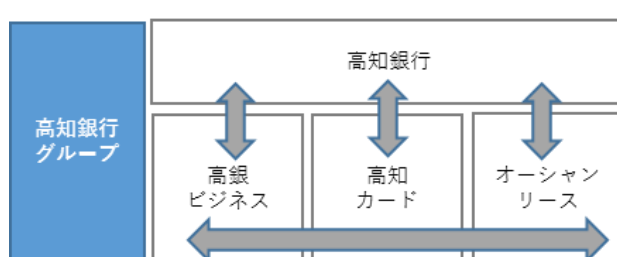 高知銀行
高知銀行
グループ
高銀
ビジネス
高知
カード
オーシャン
リース